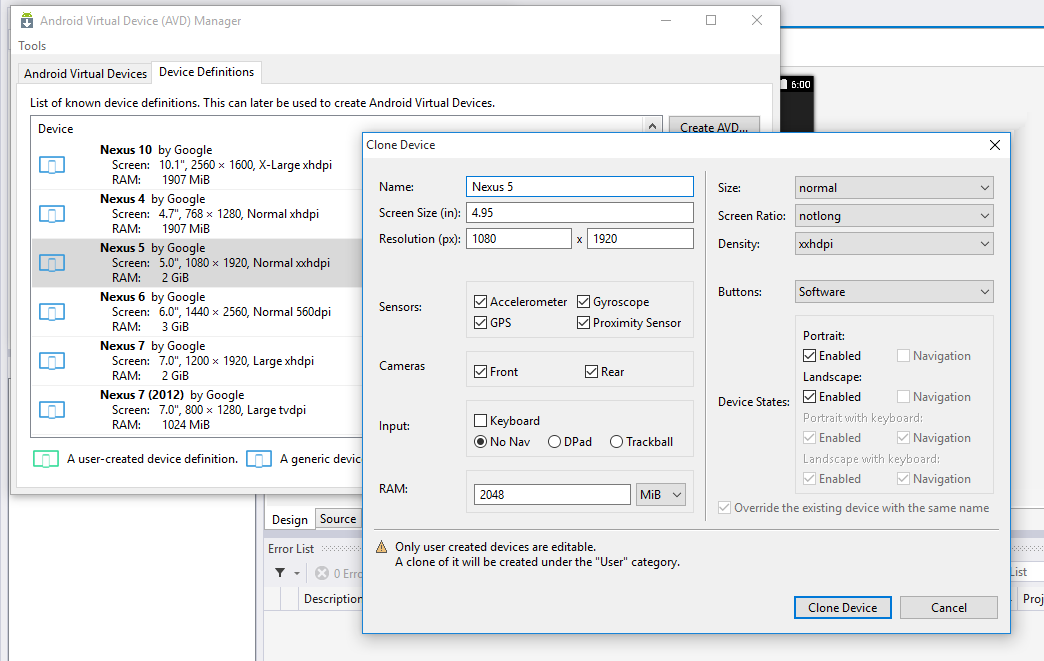 Android Virtual Device (AVD) Manager
Tools
Android Virtual Devices
Device Definitions
List of known device definitions. This can later be used to create Android Virtual Devices.
Device
Create AVD...
6:00
Nexus 10 by Google
Screen: 10.1", 2560 × 1600, X-Large xhdpi
RAM: 1907 MiB
Nexus 4 by Google
Screen: 4.7", 768 × 1280, Normal xhdpi
RAM: 1907 MiB
Nexus 5 by Google
Screen: 5.0", 1080 × 1920, Normal xxhdpi
RAM: 2 GiB
Nexus 6 by Google
Screen: 6.0", 1440 × 2560, Normal 560dpi
RAM: 3 GiB
Nexus 7 by Google
Screen: 7.0", 1200 × 1920, Large xhdpi
RAM: 2 GiB
Nexus 7 (2012) by Google
Screen: 7.0", 800 × 1280, Large tvdpi
RAM: 1024 MiB
A user-created device definition.
A generic devic
Clone Device
Name: Nexus 5
Screen Size (in): 4.95
Resolution (px): 1080 x 1920
Sensors:
Accelerometer Gyroscope
GPS Proximity Sensor
Cameras
Front Rear
Input:
Keyboard
No Nav DPad Trackball
RAM:
2048 MiB
Size: normal
Screen Ratio: notlong
Density: xxhdpi
Buttons: Software
Device States:
Portrait:
Enabled Navigation
Landscape:
Enabled Navigation
Portrait with keyboard:
Enabled Navigation
Landscape with keyboard:
Enabled Navigation
Override the existing device with the same name
Only user created devices are editable.
A clone of it will be created under the "User" category.
Clone Device
Cancel
Design
Source
Error List
0 Erro
Description
List
Proj